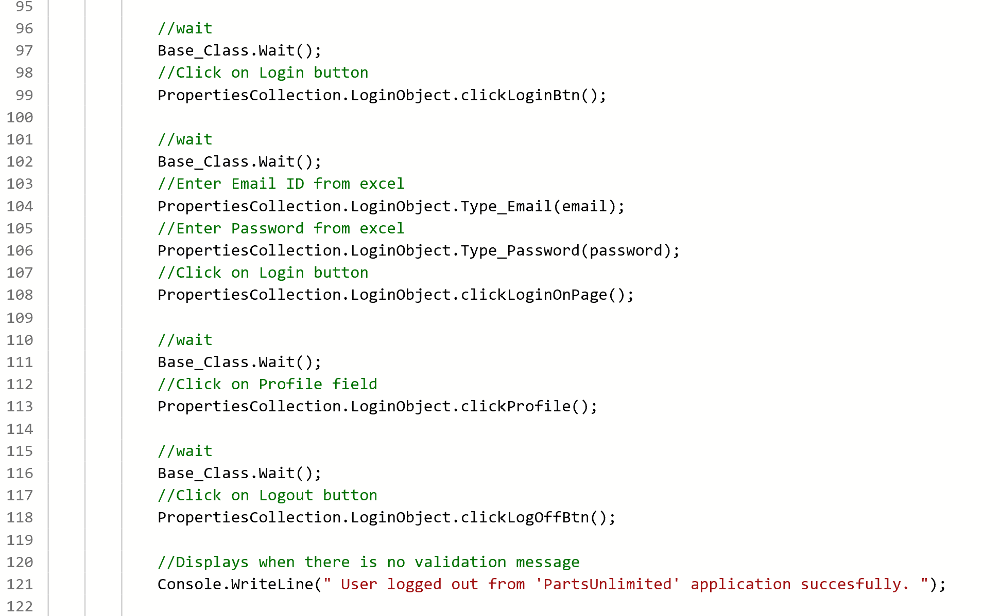 95
96 //wait
97 Base_Class.Wait();
98 //Click on Login button
99 PropertiesCollection.LoginObject.clickLoginBtn();
100
101 //wait
102 Base_Class.Wait();
103 //Enter Email ID from excel
104 PropertiesCollection.LoginObject.Type_Email(email);
105 //Enter Password from excel
106 PropertiesCollection.LoginObject.Type_Password(password);
107 //Click on Login button
108 PropertiesCollection.LoginObject.clickLoginOnPage();
109
110 //wait
111 Base_Class.Wait();
112 //Click on Profile field
113 PropertiesCollection.LoginObject.clickProfile();
114
115 //wait
116 Base_Class.Wait();
117 //Click on Logout button
118 PropertiesCollection.LoginObject.clickLogOffBtn();
119
120 //Displays when there is no validation message
121 Console.WriteLine(" User logged out from 'PartsUnlimited' application succesfully. ");
122